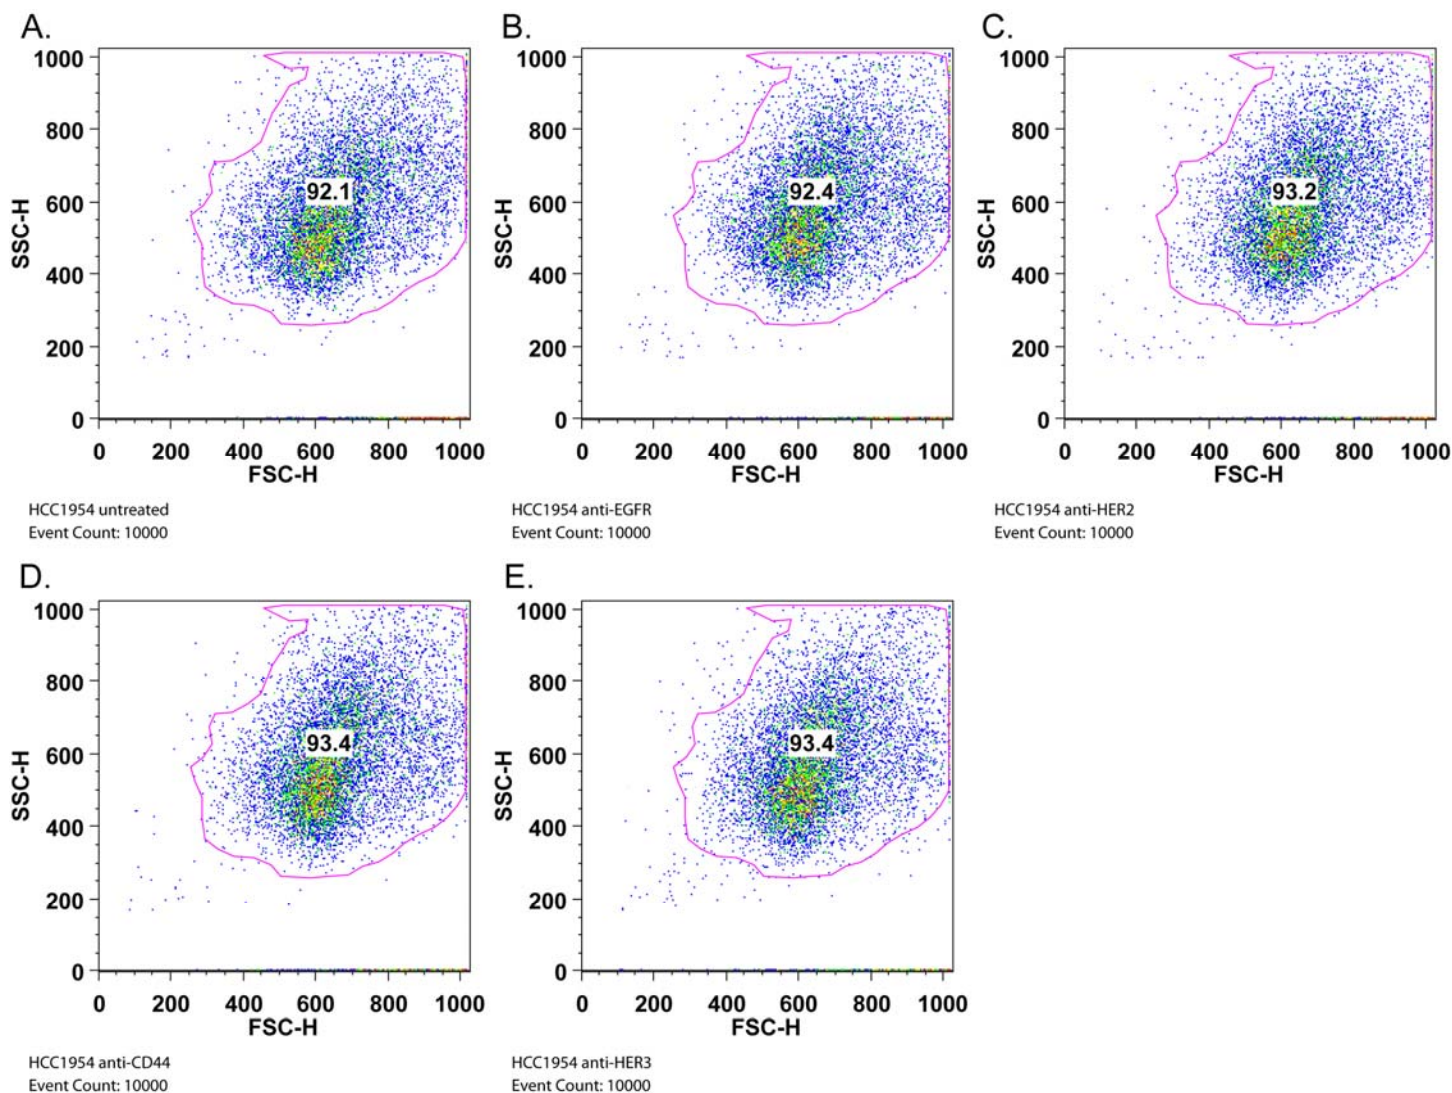 A.
1000
800
600
400
200
0
SSC-H
92.1
0 200 400 600 800 1000
FSC-H
HCC1954 untreated
Event Count: 10000
B.
1000
800
600
400
200
0
SSC-H
92.4
0 200 400 600 800 1000
FSC-H
HCC1954 anti-EGFR
Event Count: 10000
C.
1000
800
600
400
200
0
SSC-H
93.2
0 200 400 600 800 1000
FSC-H
HCC1954 anti-HER2
Event Count: 10000
D.
1000
800
600
400
200
0
SSC-H
93.4
0 200 400 600 800 1000
FSC-H
HCC1954 anti-CD44
Event Count: 10000
E.
1000
800
600
400
200
0
SSC-H
93.4
0 200 400 600 800 1000
FSC-H
HCC1954 anti-HER3
Event Count: 10000